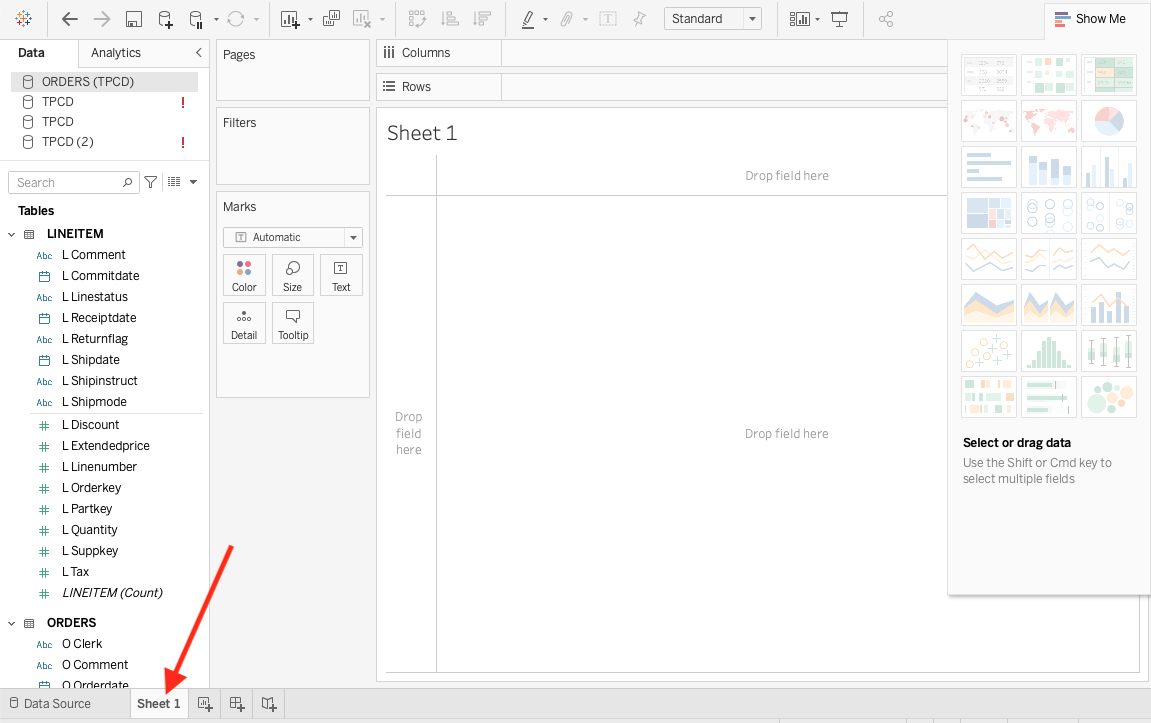 Standard
Show Me
Data
Analytics
ORDERS (TPCD)
TPCD
TPCD
TPCD (2)
Search
Tables
LINEITEM
Abc L Comment
L Commitdate
Abc L Linestatus
L Receiptdate
Abc L Returnflag
L Shipdate
Abc L Shipinstruct
Abc L Shipmode
L Discount
L Extendedprice
L Linenumber
L Orderkey
L Partkey
L Quantity
L Suppkey
L Tax
LINEITEM (Count)
ORDERS
Abc O Clerk
Abc O Comment
O Orderdate
Pages
Filters
Marks
T Automatic
Color
Size
Text
Detail
Tooltip
Columns
Rows
Sheet 1
Drop field here
Drop
field
here
Drop field here
Select or drag data
Use the Shift or Cmd key to
select multiple fields
Data Source
Sheet 1